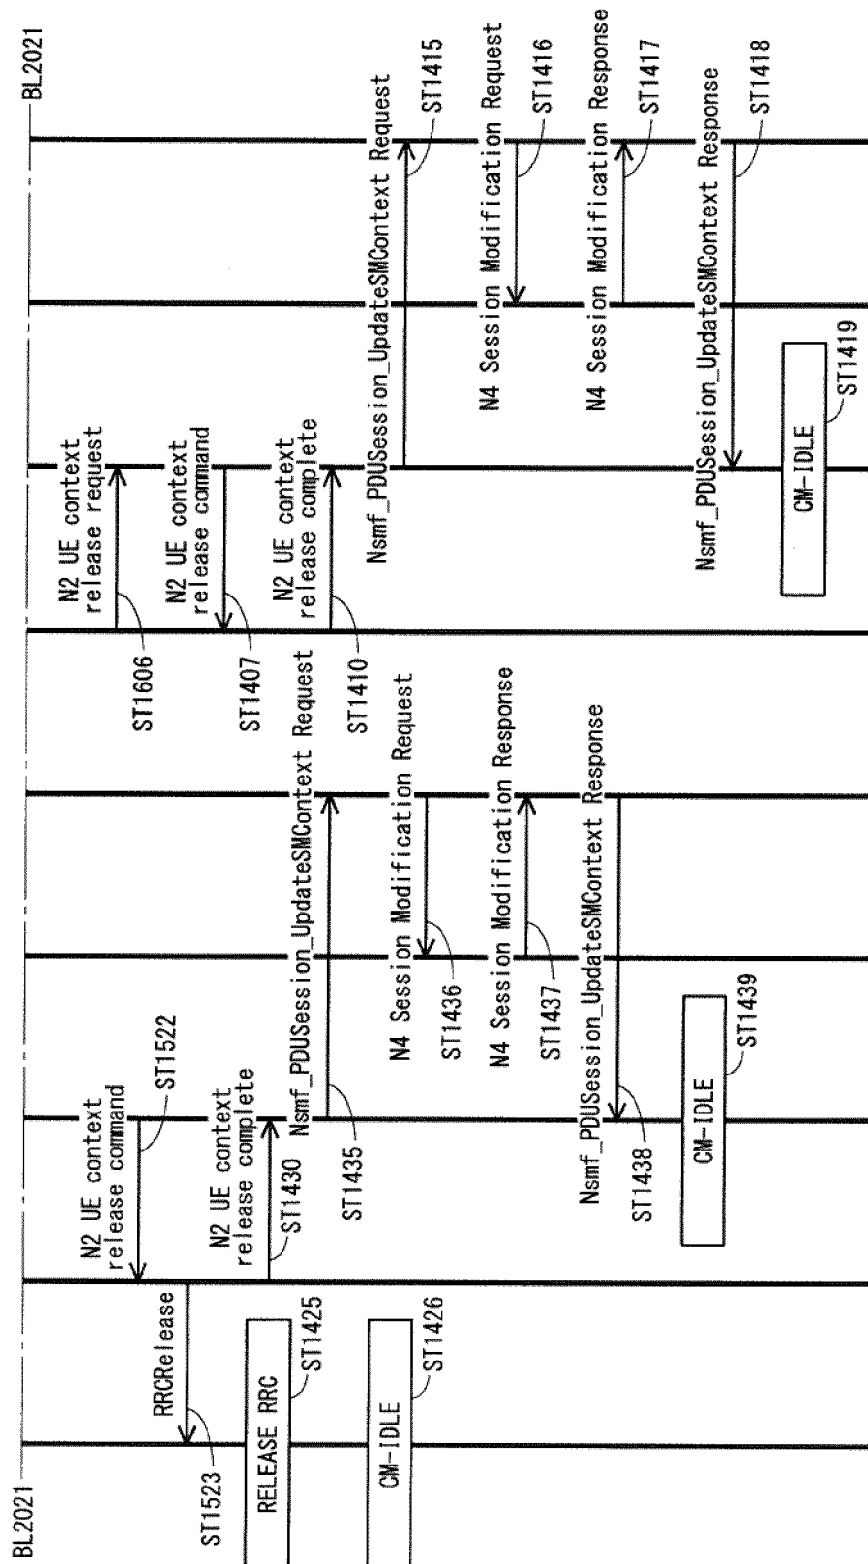 BL2021
BL2021
N2 UE context
release request
ST1606
N2 UE context
release command
ST1522
RRCRelease
ST1523
N2 UE context
release command
ST1407
N2 UE context
release complete
ST1430
RELEASE RRC
ST1425
N2 UE context
release complete
ST1410
Nsmf_PDUSession_UpdateSMContext Request
ST1435
CM-IDLE
ST1426
Nsmf_PDUSession_UpdateSMContext Request
ST1415
N4 Session Modification Request
ST1436
N4 Session Modification Request
ST1416
N4 Session Modification Response
ST1437
N4 Session Modification Response
ST1417
Nsmf_PDUSession_UpdateSMContext Response
ST1438
Nsmf_PDUSession_UpdateSMContext Response
ST1418
CM-IDLE
ST1439
CM-IDLE
ST1419